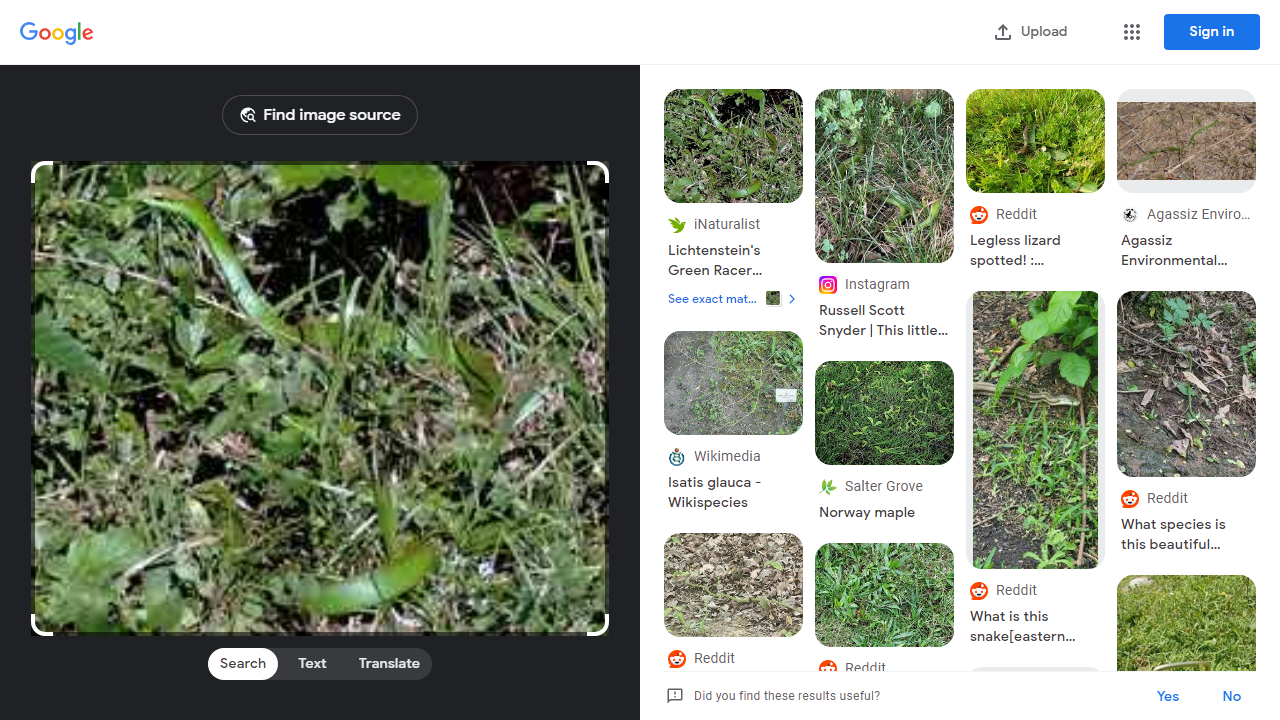 Google
Upload
Sign in
Find image source
Search
Text
Translate
iNaturalist
Lichtenstein's
Green Racer...
See exact mat...
Wikimedia
Isatis glauca -
Wikispecies
Reddit
Instagram
Russell Scott
Snyder | This little...
Salter Grove
Norway maple
Reddit
Reddit
Legless lizard
spotted! :...
Reddit
What is this
snake[eastern...
Agassiz Enviro...
Agassiz
Environmental...
Reddit
What species is
this beautiful...
Did you find these results useful?
Yes
No